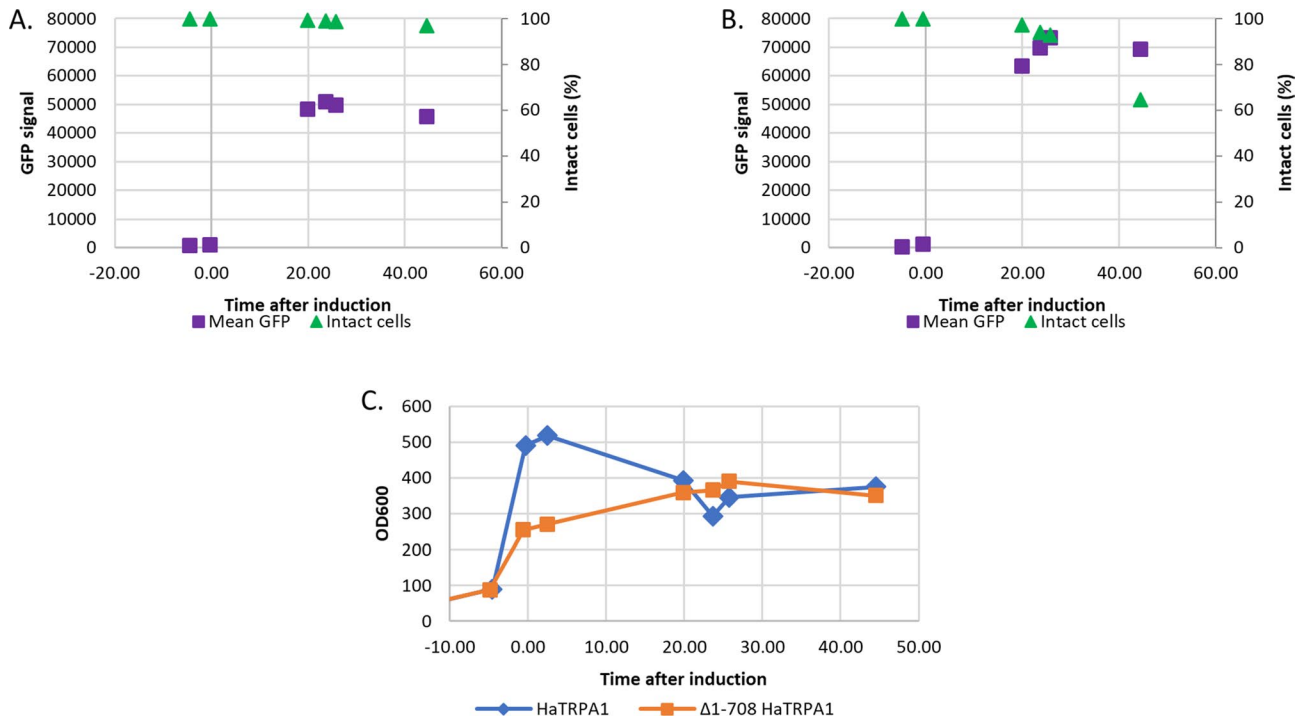 A.
80000
70000
60000
50000
40000
30000
20000
10000
0
GFP signal
100
80
60
40
20
0
Intact cells (%)
-20.00 0.00 20.00 40.00 60.00
Time after induction
Mean GFP Intact cells
B.
80000
70000
60000
50000
40000
30000
20000
10000
0
GFP signal
100
80
60
40
20
0
Intact cells (%)
-20.00 0.00 20.00 40.00 60.00
Time after induction
Mean GFP Intact cells
C.
600
500
400
300
200
100
0
OD600
-10.00 0.00 10.00 20.00 30.00 40.00 50.00
Time after induction
HaTRPA1 Δ1-708 HaTRPA1